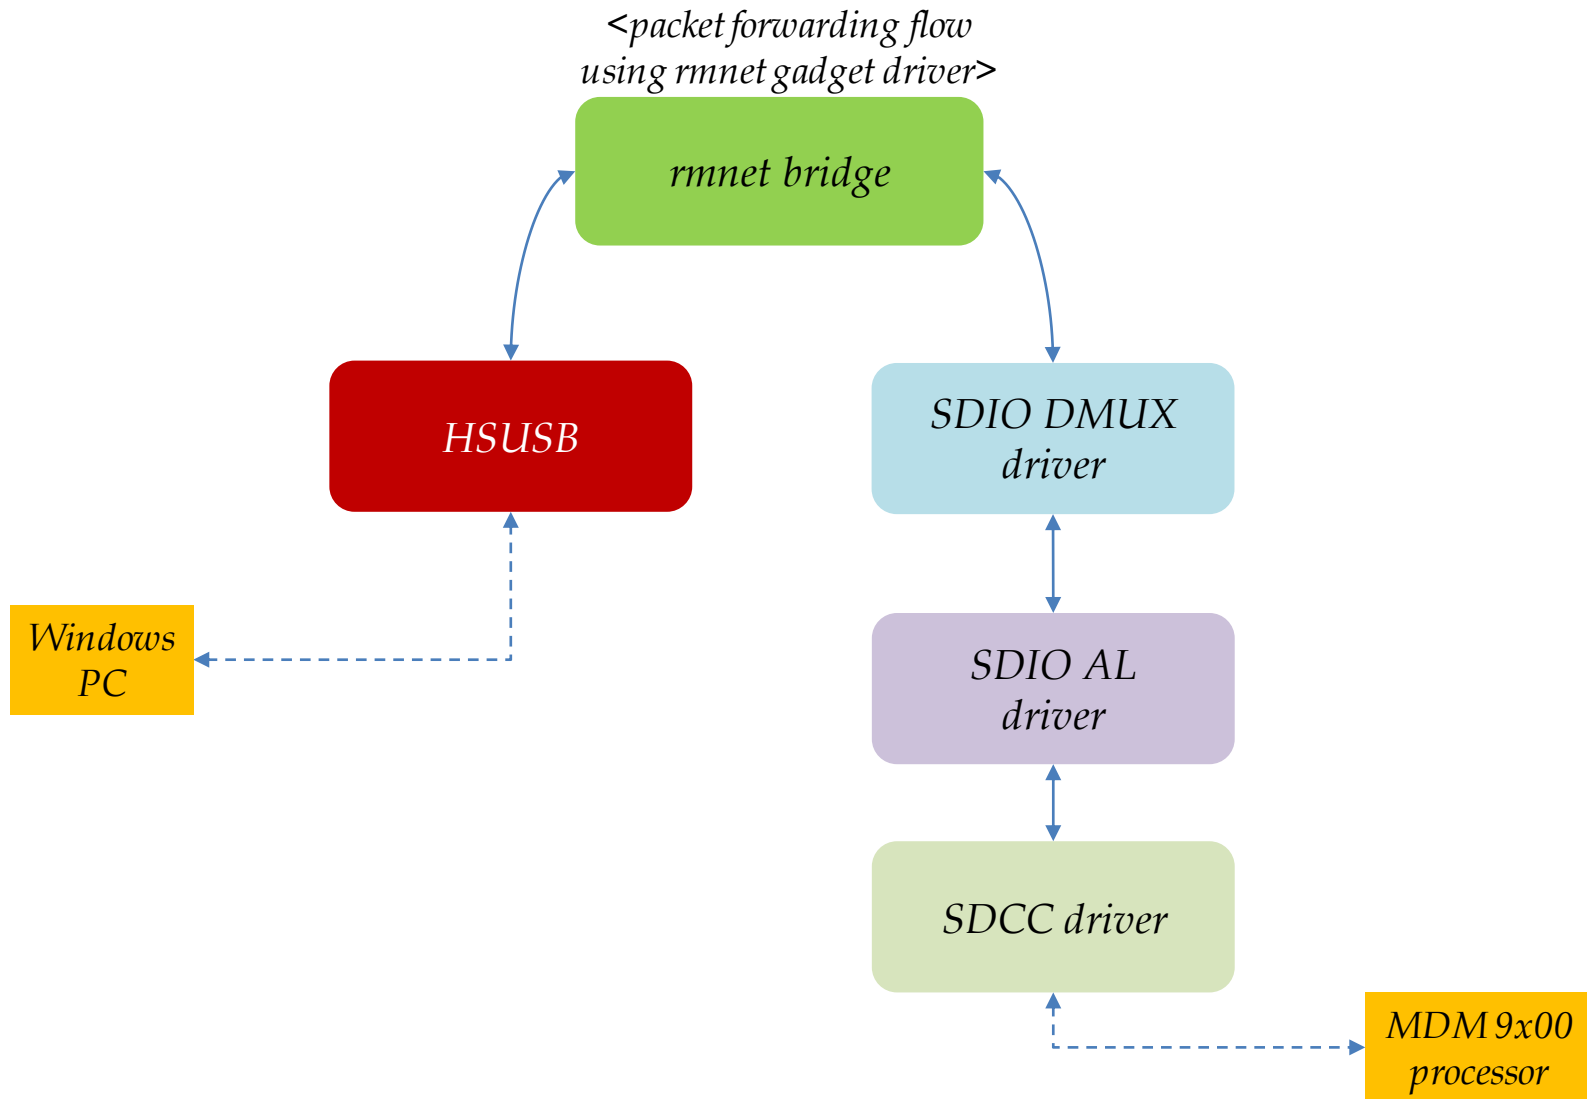 <packet forwarding flow
using rmnet gadget driver>
rmnet bridge
HSUSB
SDIO DMUX
driver
Windows
PC
SDIO AL
driver
SDCC driver
MDM 9x00
processor